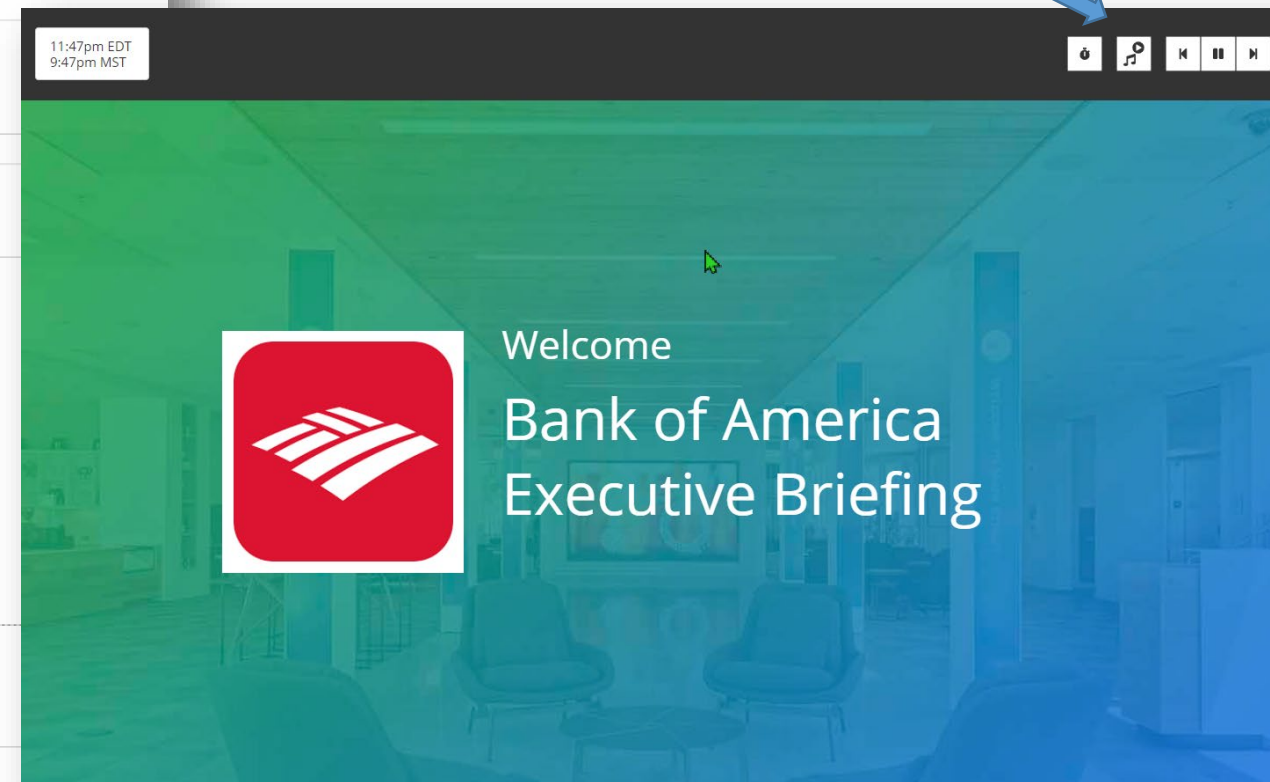 11:47pm EDT
9:47pm MST
Welcome
Bank of America
Executive Briefing